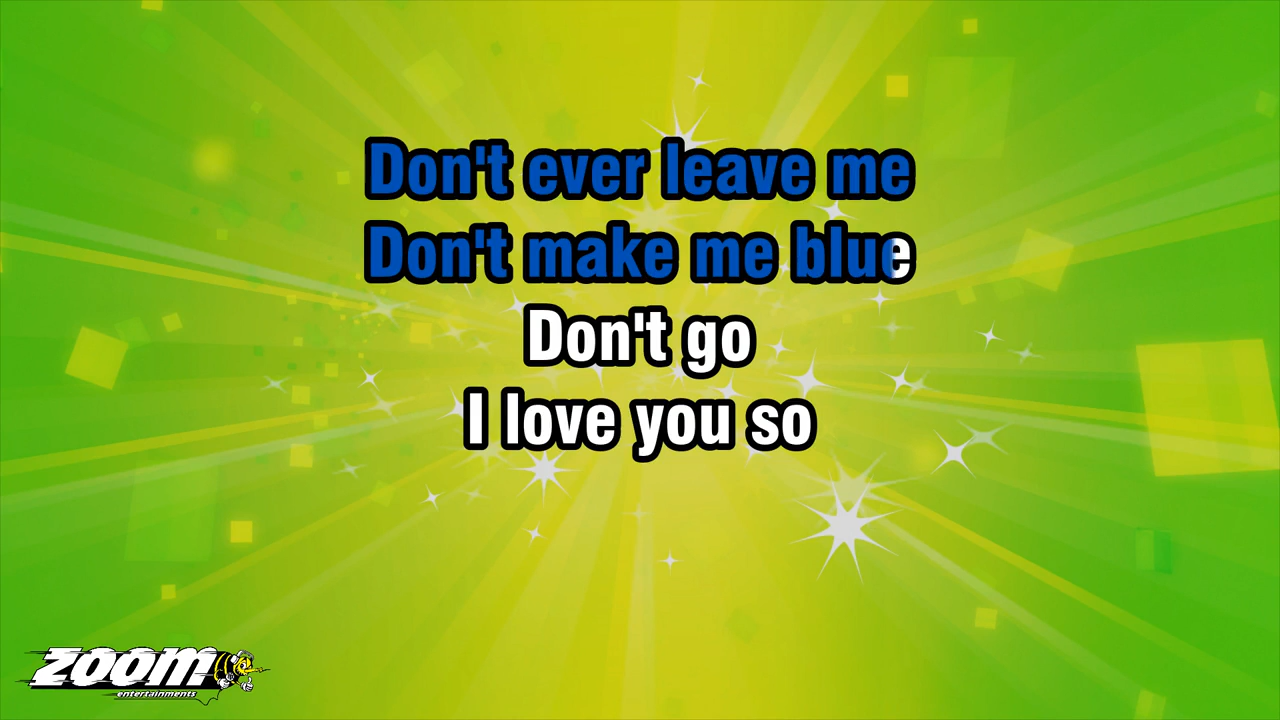 Don't ever leave me
Don't make me blue
Don't go
I love you so
zoom
entertainments